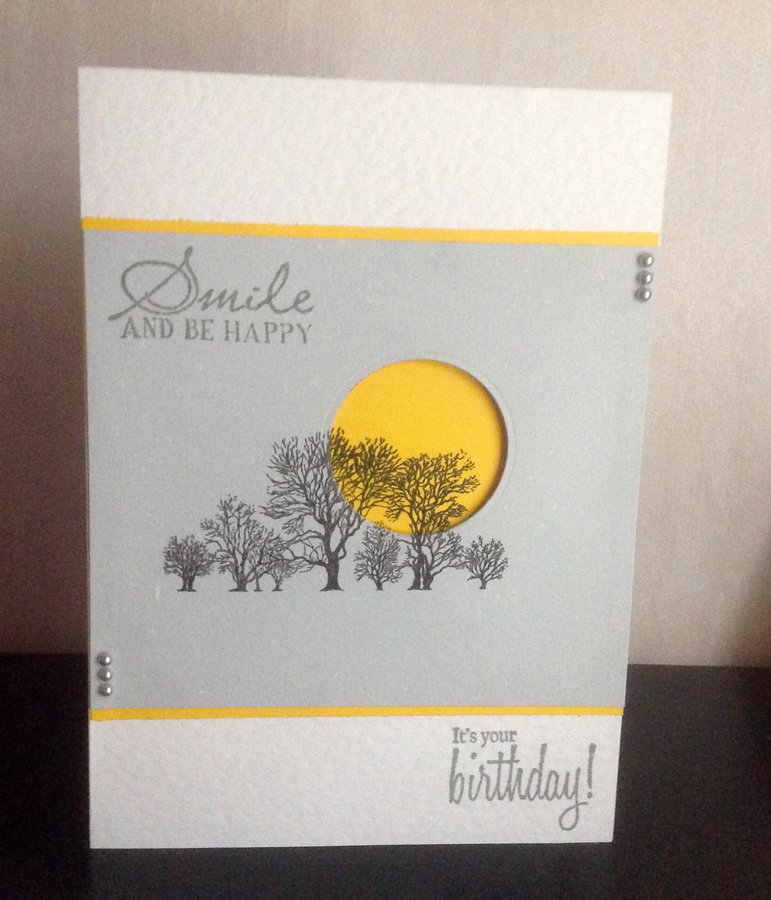 Smile
AND BE HAPPY
It's your
birthday!